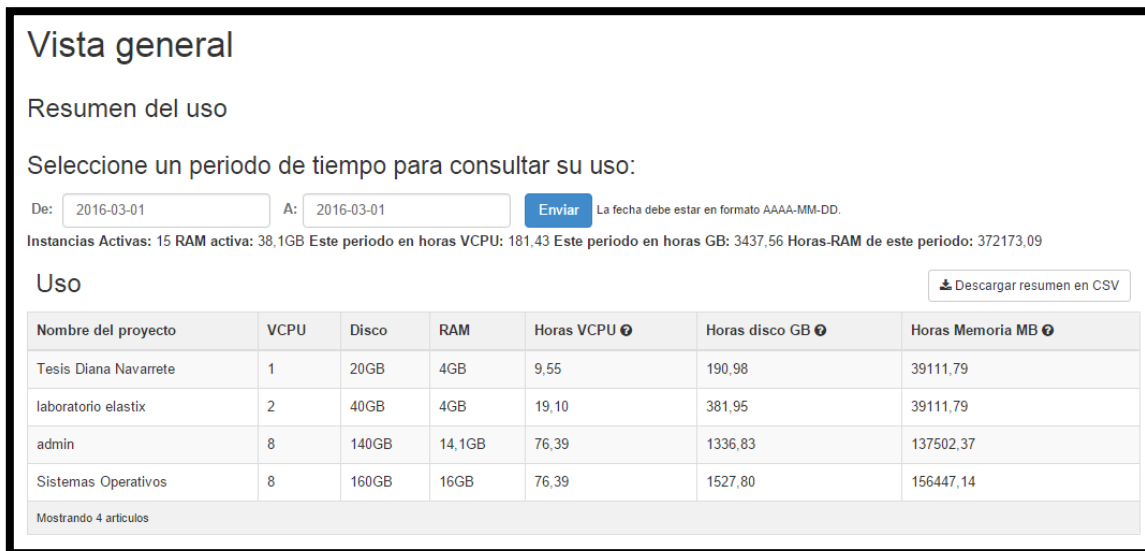 Vista general
Resumen del uso
Seleccione un periodo de tiempo para consultar su uso:
De: 2016-03-01 A: 2016-03-01 Enviar La fecha debe estar en formato AAAA-MM-DD.
Instancias Activas: 15 RAM activa: 38,1GB Este periodo en horas VCPU: 181,43 Este periodo en horas GB: 3437,56 Horas-RAM de este periodo: 372173,09
Uso Descargar resumen en CSV
Nombre del proyecto VCPU Disco RAM Horas VCPU Horas disco GB Horas Memoria MB
Tesis Diana Navarrete 1 20GB 4GB 9,55 190,98 39111,79
laboratorio elastix 2 40GB 4GB 19,10 381,95 39111,79
admin 8 140GB 14,1GB 76,39 1336,83 137502,37
Sistemas Operativos 8 160GB 16GB 76,39 1527,80 156447,14
Mostrando 4 articulos